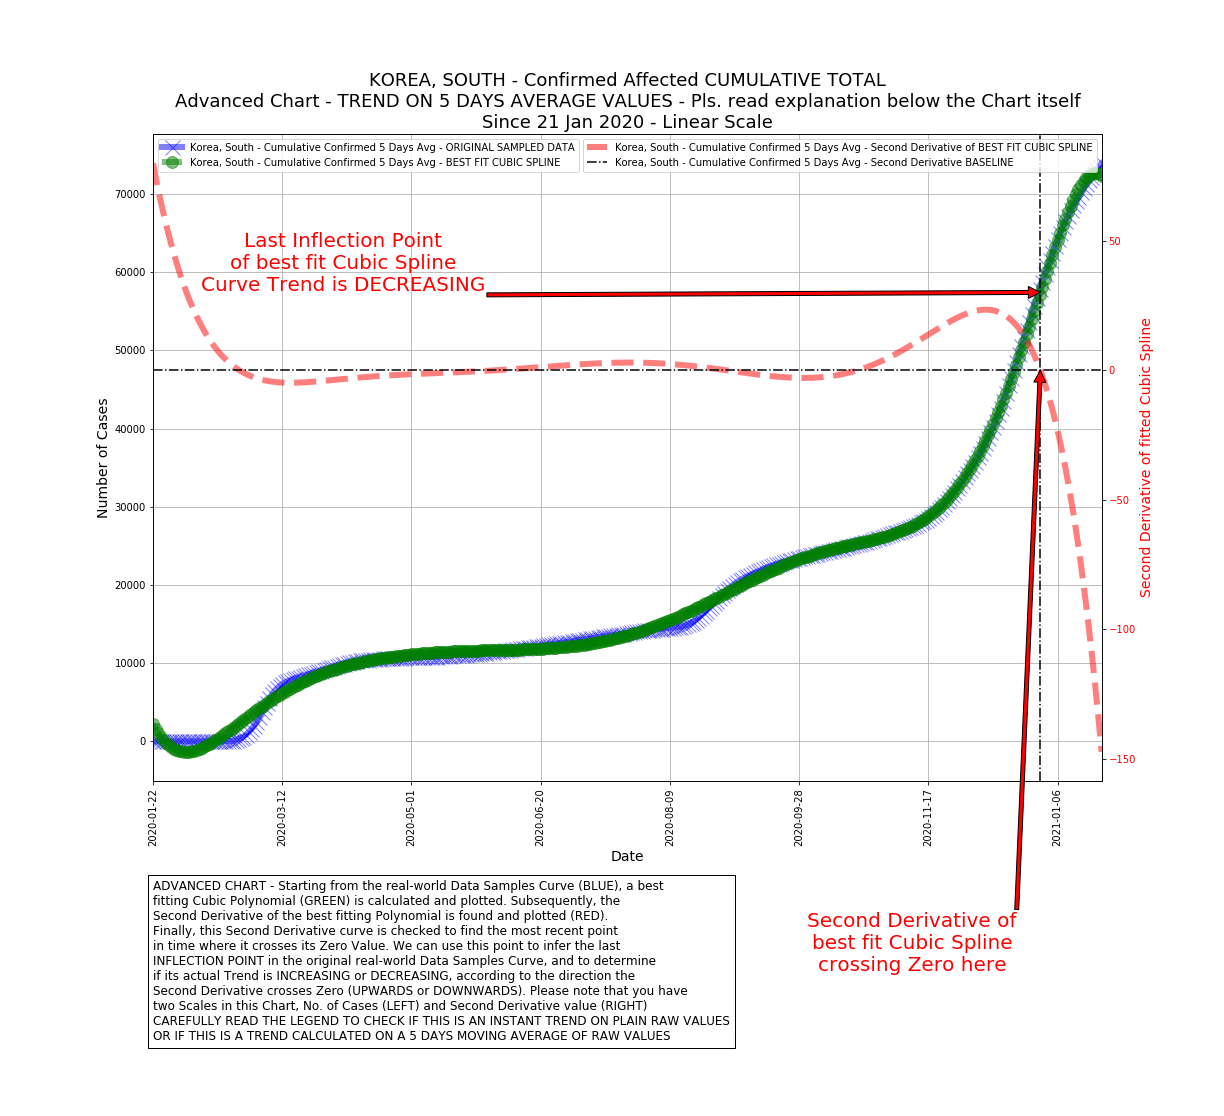 KOREA, SOUTH - Confirmed Affected CUMULATIVE TOTAL
Advanced Chart - TREND ON 5 DAYS AVERAGE VALUES - Pls. read explanation below the Chart itself
Since 21 Jan 2020 - Linear Scale
Korea, South - Cumulative Confirmed 5 Days Avg - ORIGINAL SAMPLED DATA
Korea, South - Cumulative Confirmed 5 Days Avg - BEST FIT CUBIC SPLINE
Korea, South - Cumulative Confirmed 5 Days Avg - Second Derivative of BEST FIT CUBIC SPLINE
Korea, South - Cumulative Confirmed 5 Days Avg - Second Derivative BASELINE
Last Inflection Point
of best fit Cubic Spline
Curve Trend is DECREASING
Number of Cases
70000
60000
50000
40000
30000
20000
10000
0
50
0
−50
−100
−150
Second Derivative of fitted Cubic Spline
2020-01-22
2020-03-12
2020-05-01
2020-06-20
2020-08-09
2020-09-28
2020-11-17
2021-01-06
Date
Second Derivative of
best fit Cubic Spline
crossing Zero here
ADVANCED CHART - Starting from the real-world Data Samples Curve (BLUE), a best
fitting Cubic Polynomial (GREEN) is calculated and plotted. Subsequently, the
Second Derivative of the best fitting Polynomial is found and plotted (RED).
Finally, this Second Derivative curve is checked to find the most recent point
in time where it crosses its Zero Value. We can use this point to infer the last
INFLECTION POINT in the original real-world Data Samples Curve, and to determine
if its actual Trend is INCREASING or DECREASING, according to the direction the
Second Derivative crosses Zero (UPWARDS or DOWNWARDS). Please note that you have
two Scales in this Chart, No. of Cases (LEFT) and Second Derivative value (RIGHT)
CAREFULLY READ THE LEGEND TO CHECK IF THIS IS AN INSTANT TREND ON PLAIN RAW VALUES
OR IF THIS IS A TREND CALCULATED ON A 5 DAYS MOVING AVERAGE OF RAW VALUES